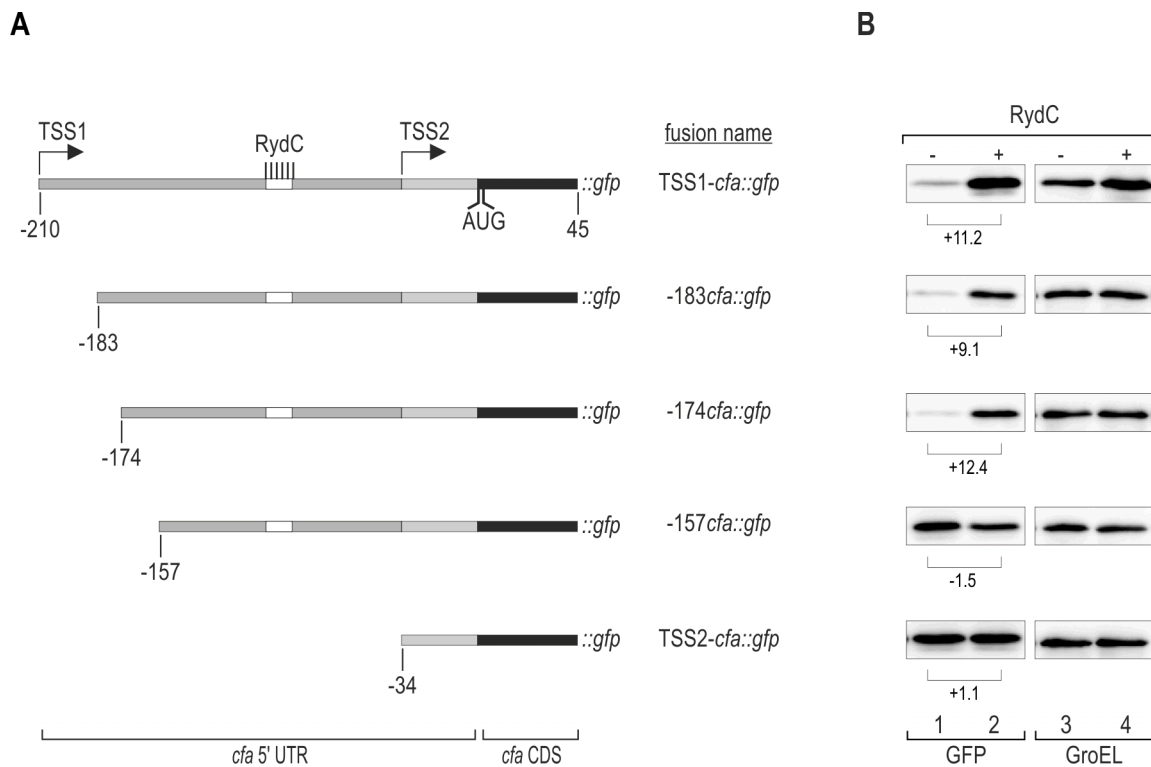 A
B
TSS1
RydC
TSS2
::gfp
-210
AUG
45
fusion name
TSS1-cfa::gfp
RydC
-
+
-
+
+11.2
::gfp
-183
-183cfa::gfp
+9.1
::gfp
-174
-174cfa::gfp
+12.4
::gfp
-157
-157cfa::gfp
-1.5
::gfp
-34
TSS2-cfa::gfp
+1.1
cfa 5' UTR
cfa CDS
1 2 3 4
GFP GroEL